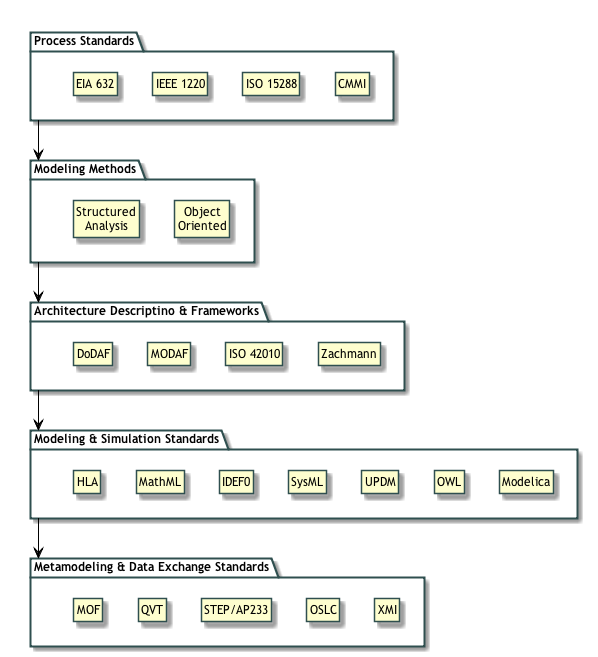 Process Standards
EIA 632 IEEE 1220 ISO 15288 CMMI
Modeling Methods
Structured Analysis
Object Oriented
Architecture Descriptino & Frameworks
DoDAF MODAF ISO 42010 Zachmann
Modeling & Simulation Standards
HLA MathML IDEF0 SysML UPDM OWL Modelica
Metamodeling & Data Exchange Standards
MOF QVT STEP/AP233 OSLC XMI